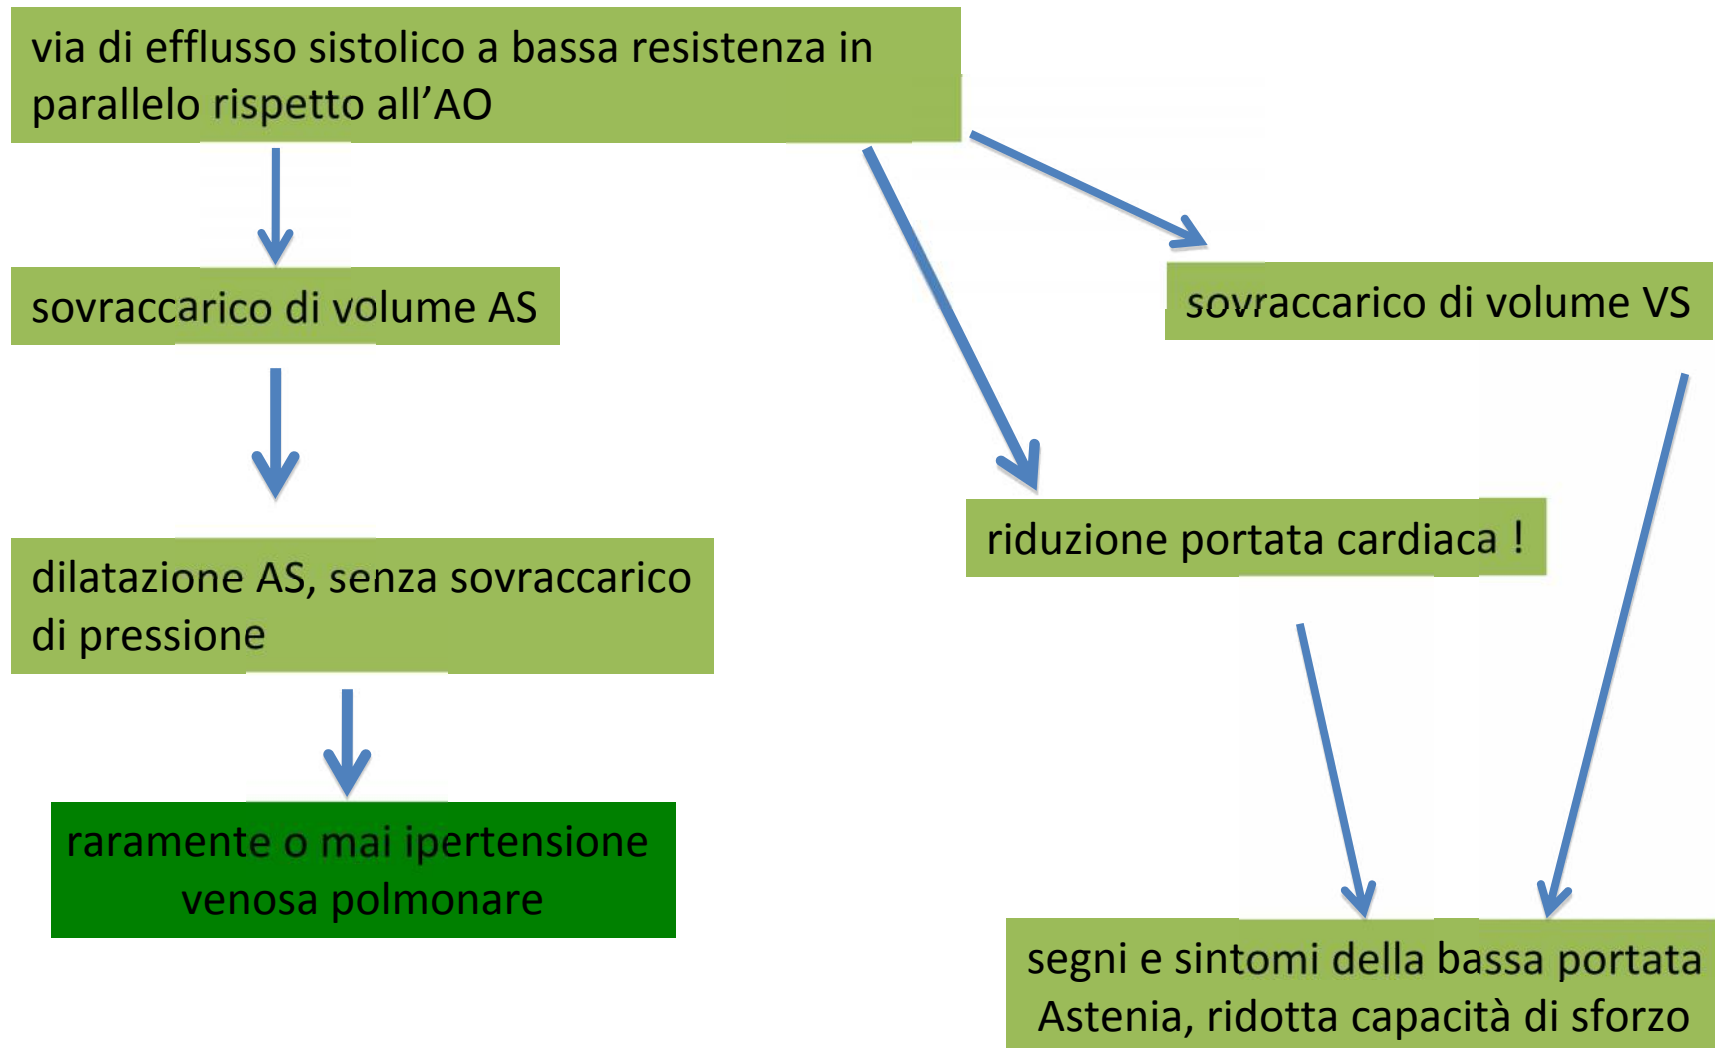 via di efflusso sistolico a bassa resistenza in
parallelo rispetto all’AO
sovraccarico di volume AS
sovraccarico di volume VS
riduzione portata cardiaca !
dilatazione AS, senza sovraccarico
di pressione
raramente o mai ipertensione
venosa polmonare
segni e sintomi della bassa portata
Astenia, ridotta capacità di sforzo